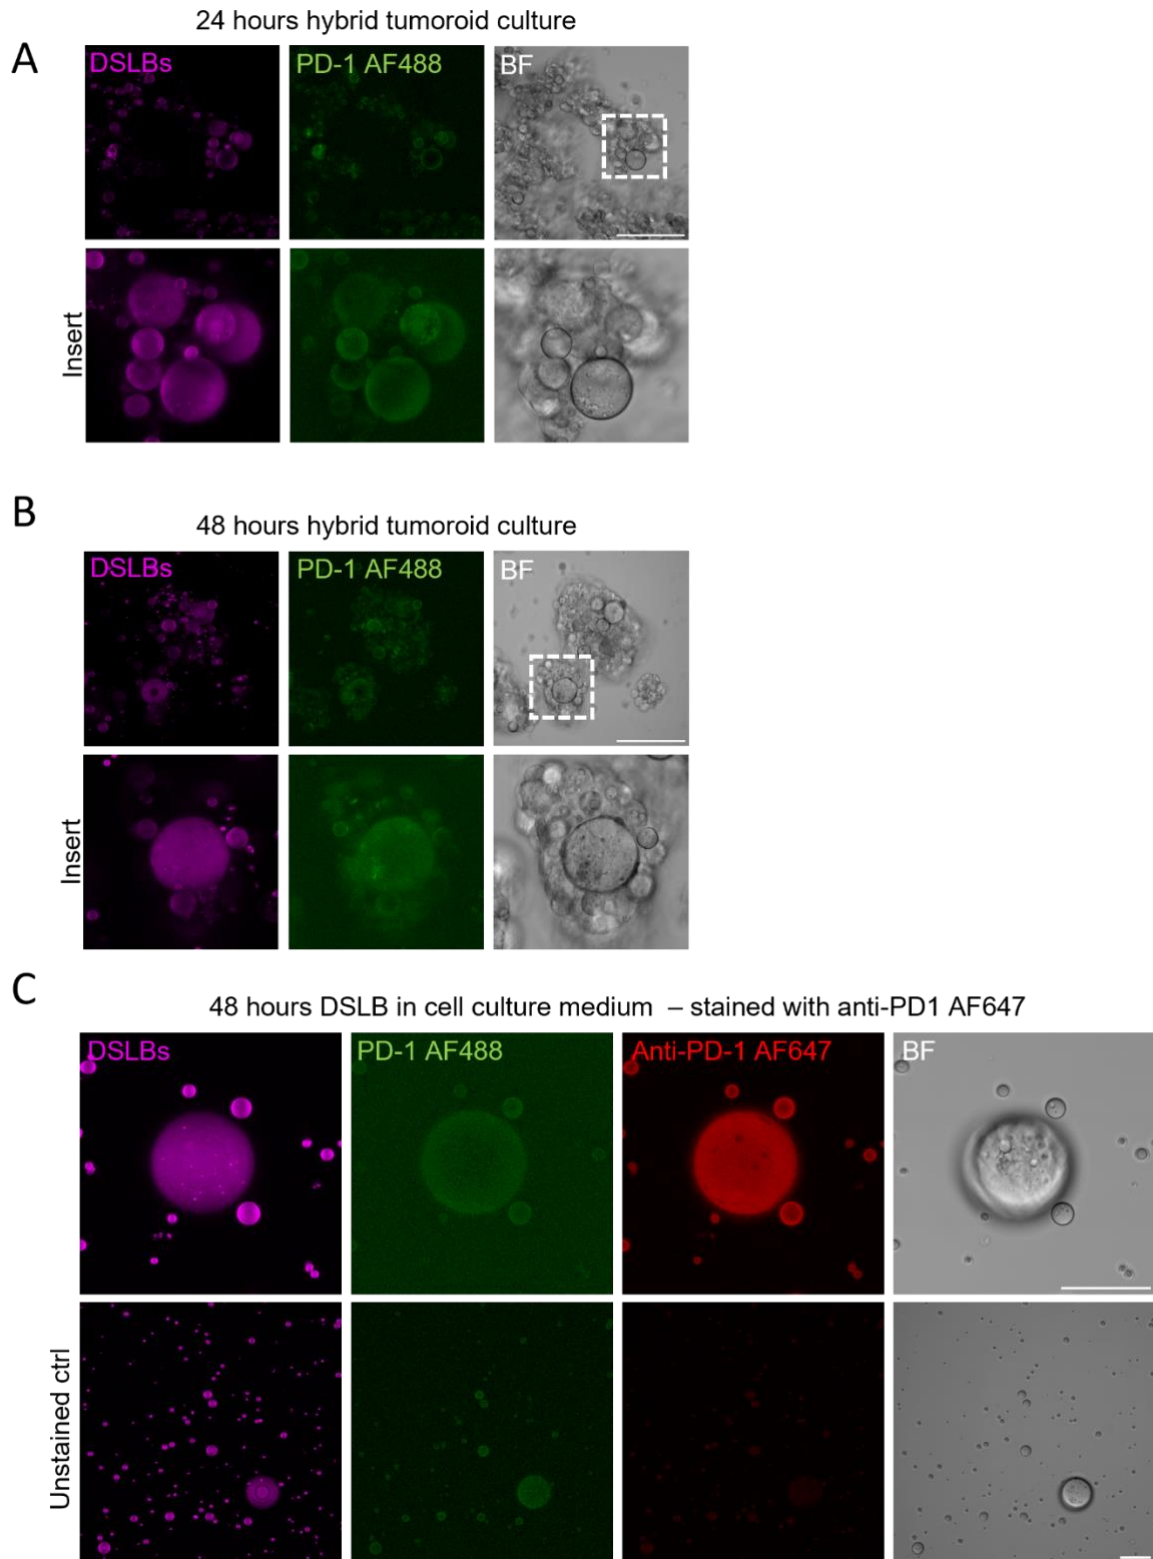 24 hours hybrid tumoroid culture
A
DSLBs PD-1 AF488 BF
Insert
B
48 hours hybrid tumoroid culture
DSLBs PD-1 AF488 BF
Insert
C
48 hours DSLB in cell culture medium – stained with anti-PD1 AF647
DSLBs PD-1 AF488 Anti-PD-1 AF647 BF
Unstained ctrl